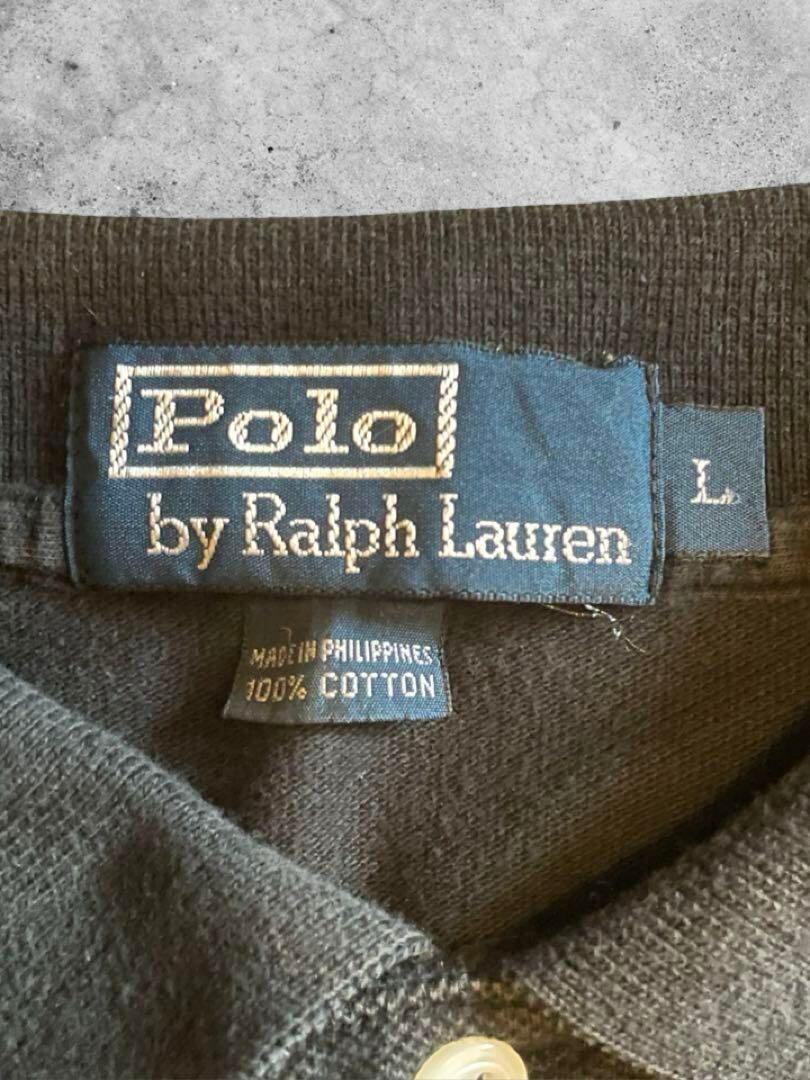 Polo
by Ralph Lauren
L
MADE IN PHILIPPINES
100% COTTON